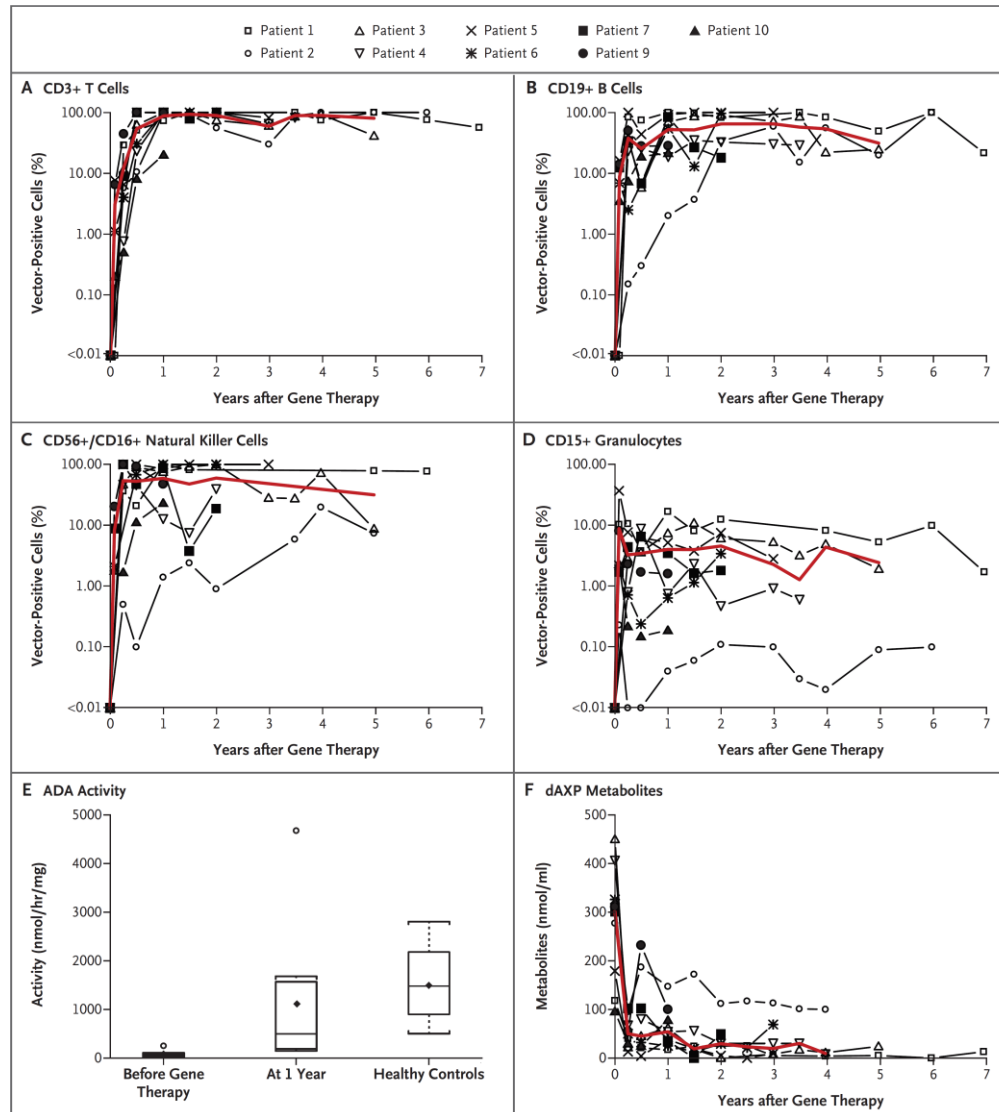 Patient 1 Patient 3 Patient 5 Patient 7 Patient 10
Patient 2 Patient 4 Patient 6 Patient 9
A CD3+ T Cells
Vector-Positive Cells (%)
100.00
10.00
1.00
0.10
<0.01
0 1 2 3 4 5 6 7
Years after Gene Therapy
B CD19+ B Cells
Vector-Positive Cells (%)
100.00
10.00
1.00
0.10
<0.01
0 1 2 3 4 5 6 7
Years after Gene Therapy
C CD56+/CD16+ Natural Killer Cells
Vector-Positive Cells (%)
100.00
10.00
1.00
0.10
<0.01
0 1 2 3 4 5 6 7
Years after Gene Therapy
D CD15+ Granulocytes
Vector-Positive Cells (%)
100.00
10.00
1.00
0.10
<0.01
0 1 2 3 4 5 6 7
Years after Gene Therapy
E ADA Activity
Activity (nmol/hr/mg)
5000
4000
3000
2000
1000
0
Before Gene
Therapy
At 1 Year
Healthy Controls
F dAXP Metabolites
Metabolites (nmol/ml)
500
400
300
200
100
0
0 1 2 3 4 5 6 7
Years after Gene Therapy